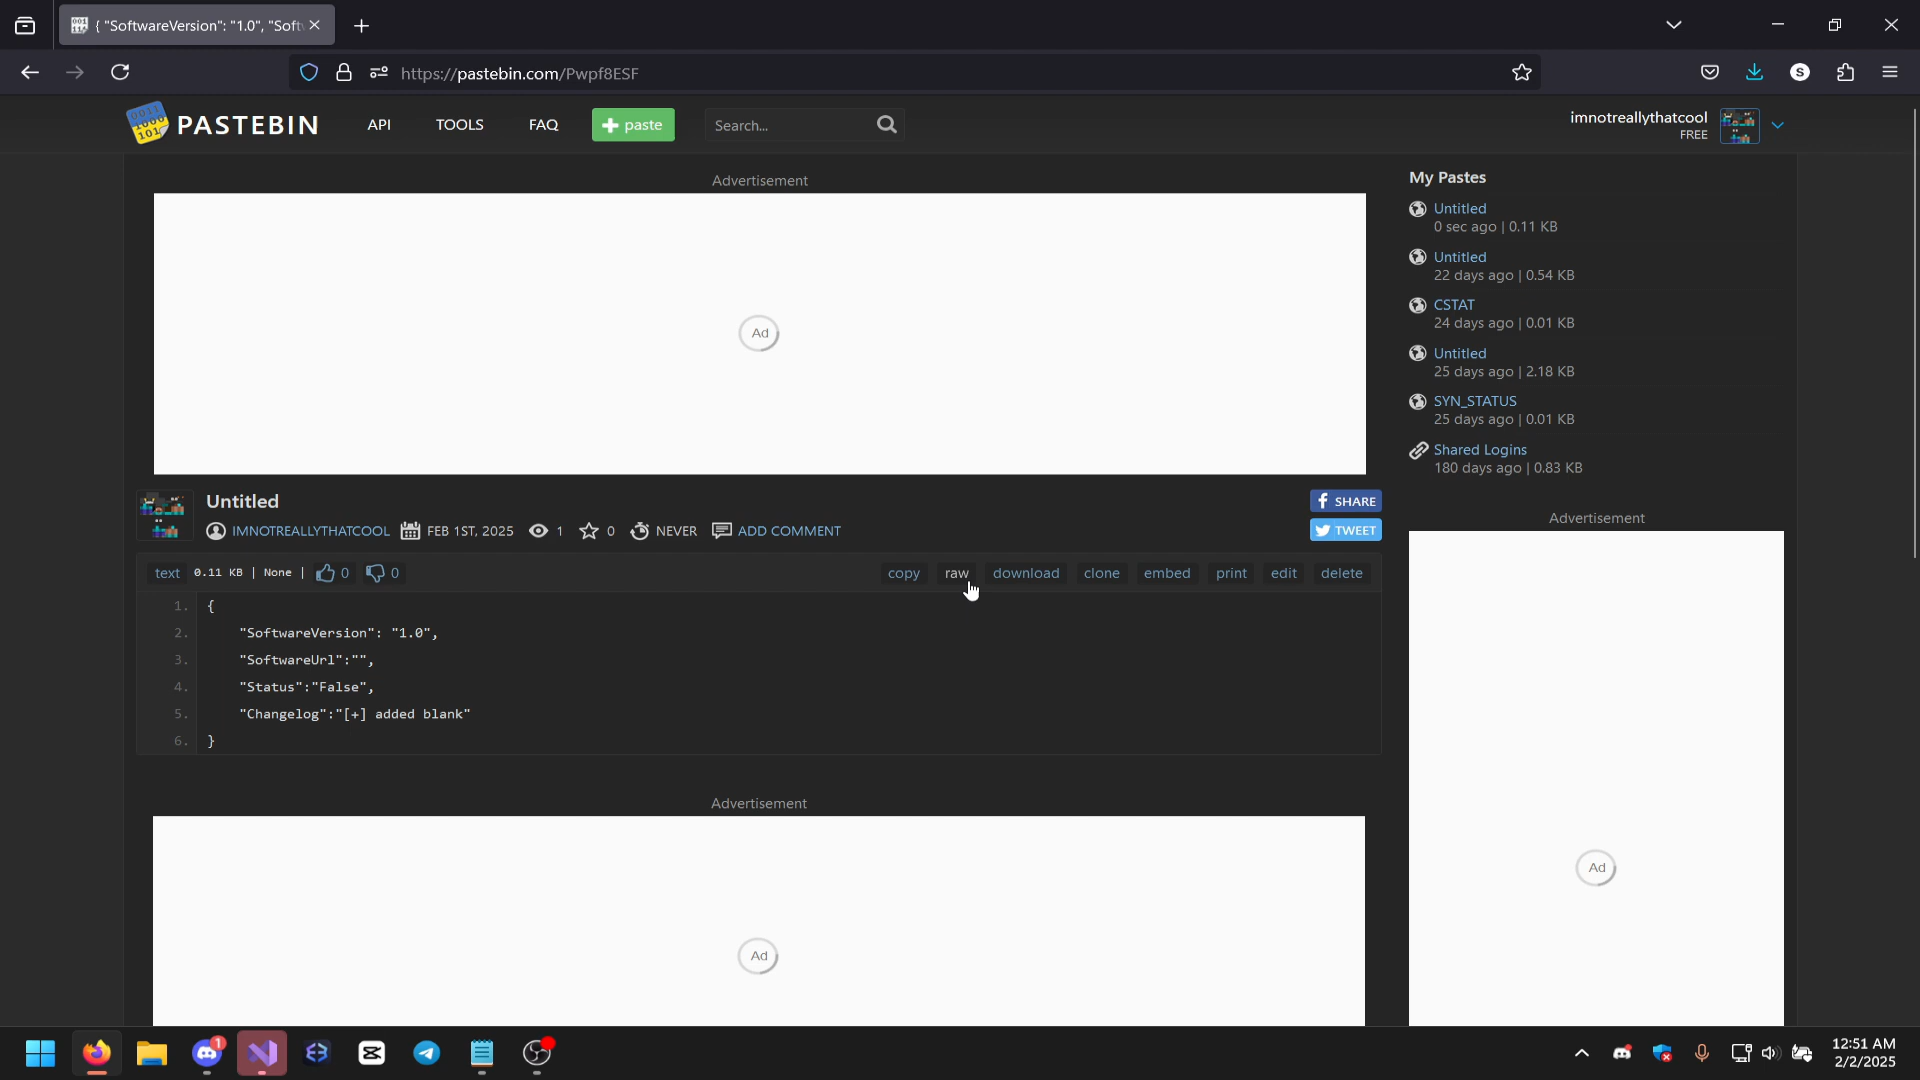 { "SoftwareVersion": "1.0", "Soft
https://pastebin.com/Pwpf8ESF
S
PASTEBIN
API
TOOLS
FAQ
+ paste
Search...
imnotreallythatcool
FREE
Advertisement
Ad
My Pastes
Untitled
0 sec ago | 0.11 KB
Untitled
22 days ago | 0.54 KB
CSTAT
24 days ago | 0.01 KB
Untitled
25 days ago | 2.18 KB
SYN_STATUS
25 days ago | 0.01 KB
Shared Logins
180 days ago | 0.83 KB
Advertisement
Ad
Untitled
IMNOTREALLYTHATCOOL FEB 1ST, 2025 1 0 NEVER ADD COMMENT
SHARE
TWEET
text 0.11 KB | None | 0 0
copy raw download clone embed print edit delete
1. {
2. "SoftwareVersion": "1.0",
3. "SoftwareUrl":"",
4. "Status":"False",
5. "Changelog":"[+] added blank"
6. }
Advertisement
Ad
1
12:51 AM
2/2/2025